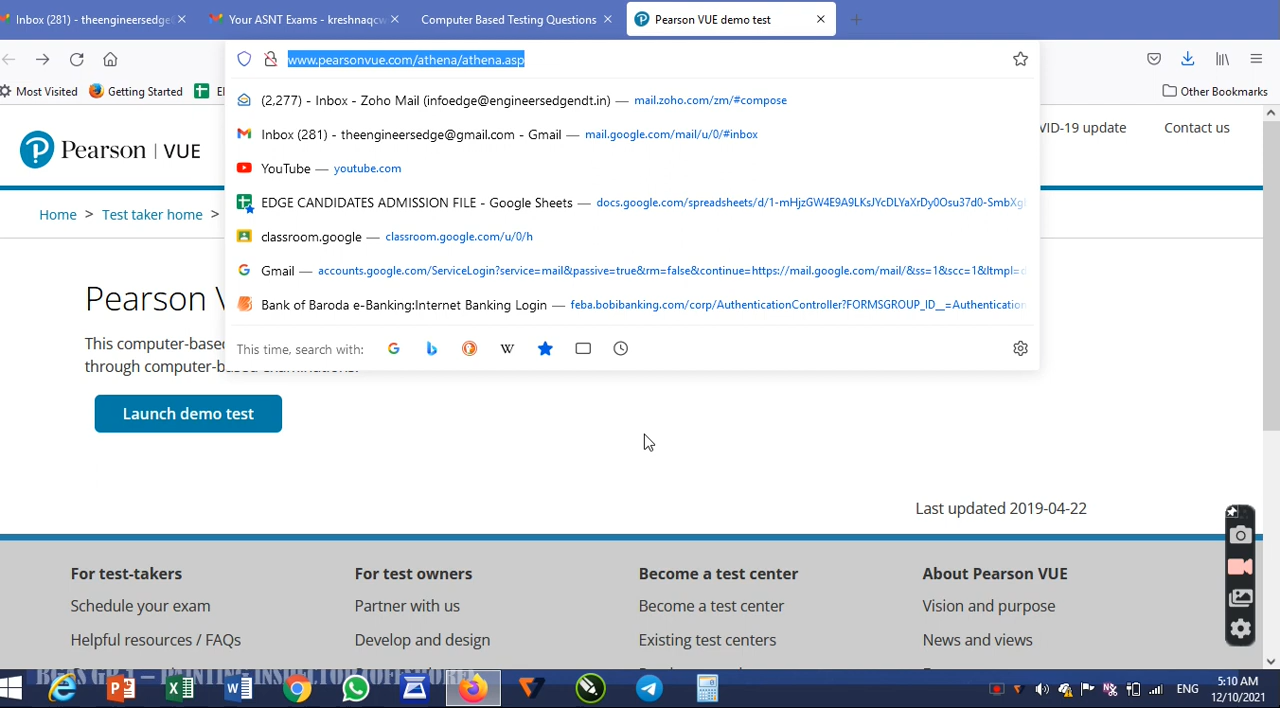 Inbox (281) - theengineersedge
Your ASNT Exams - kreshnaqcw
Computer Based Testing Questions
Pearson VUE demo test
www.pearsonvue.com/athena/athena.asp
Most Visited
Getting Started
Other Bookmarks
(2,277) - Inbox - Zoho Mail (infoedge@engineersedgendt.in) — mail.zoho.com/zm/#compose
Inbox (281) - theengineersedge@gmail.com - Gmail — mail.google.com/mail/u/0/#inbox
YouTube — youtube.com
EDGE CANDIDATES ADMISSION FILE - Google Sheets — docs.google.com/spreadsheets/d/1-mHjzGW4E9A9LKsJYcDLYaXrDy0Osu37d0-SmbXgl
classroom.google — classroom.google.com/u/0/h
Gmail — accounts.google.com/ServiceLogin?service=mail&passive=true&rm=false&continue=https://mail.google.com/mail/&ss=1&scc=1&ltmpl=d
Bank of Baroda e-Banking:Internet Banking Login — feba.bobibanking.com/corp/AuthenticationController?FORMSGROUP_ID__=Authentication
This time, search with:
Pearson | VUE
VID-19 update
Contact us
Home > Test taker home >
Pearson V
This computer-based
through computer-based examinations.
Launch demo test
Last updated 2019-04-22
For test-takers
Schedule your exam
Helpful resources / FAQs
For test owners
Partner with us
Develop and design
Become a test center
Become a test center
Existing test centers
About Pearson VUE
Vision and purpose
News and views
ENG
5:10 AM
12/10/2021